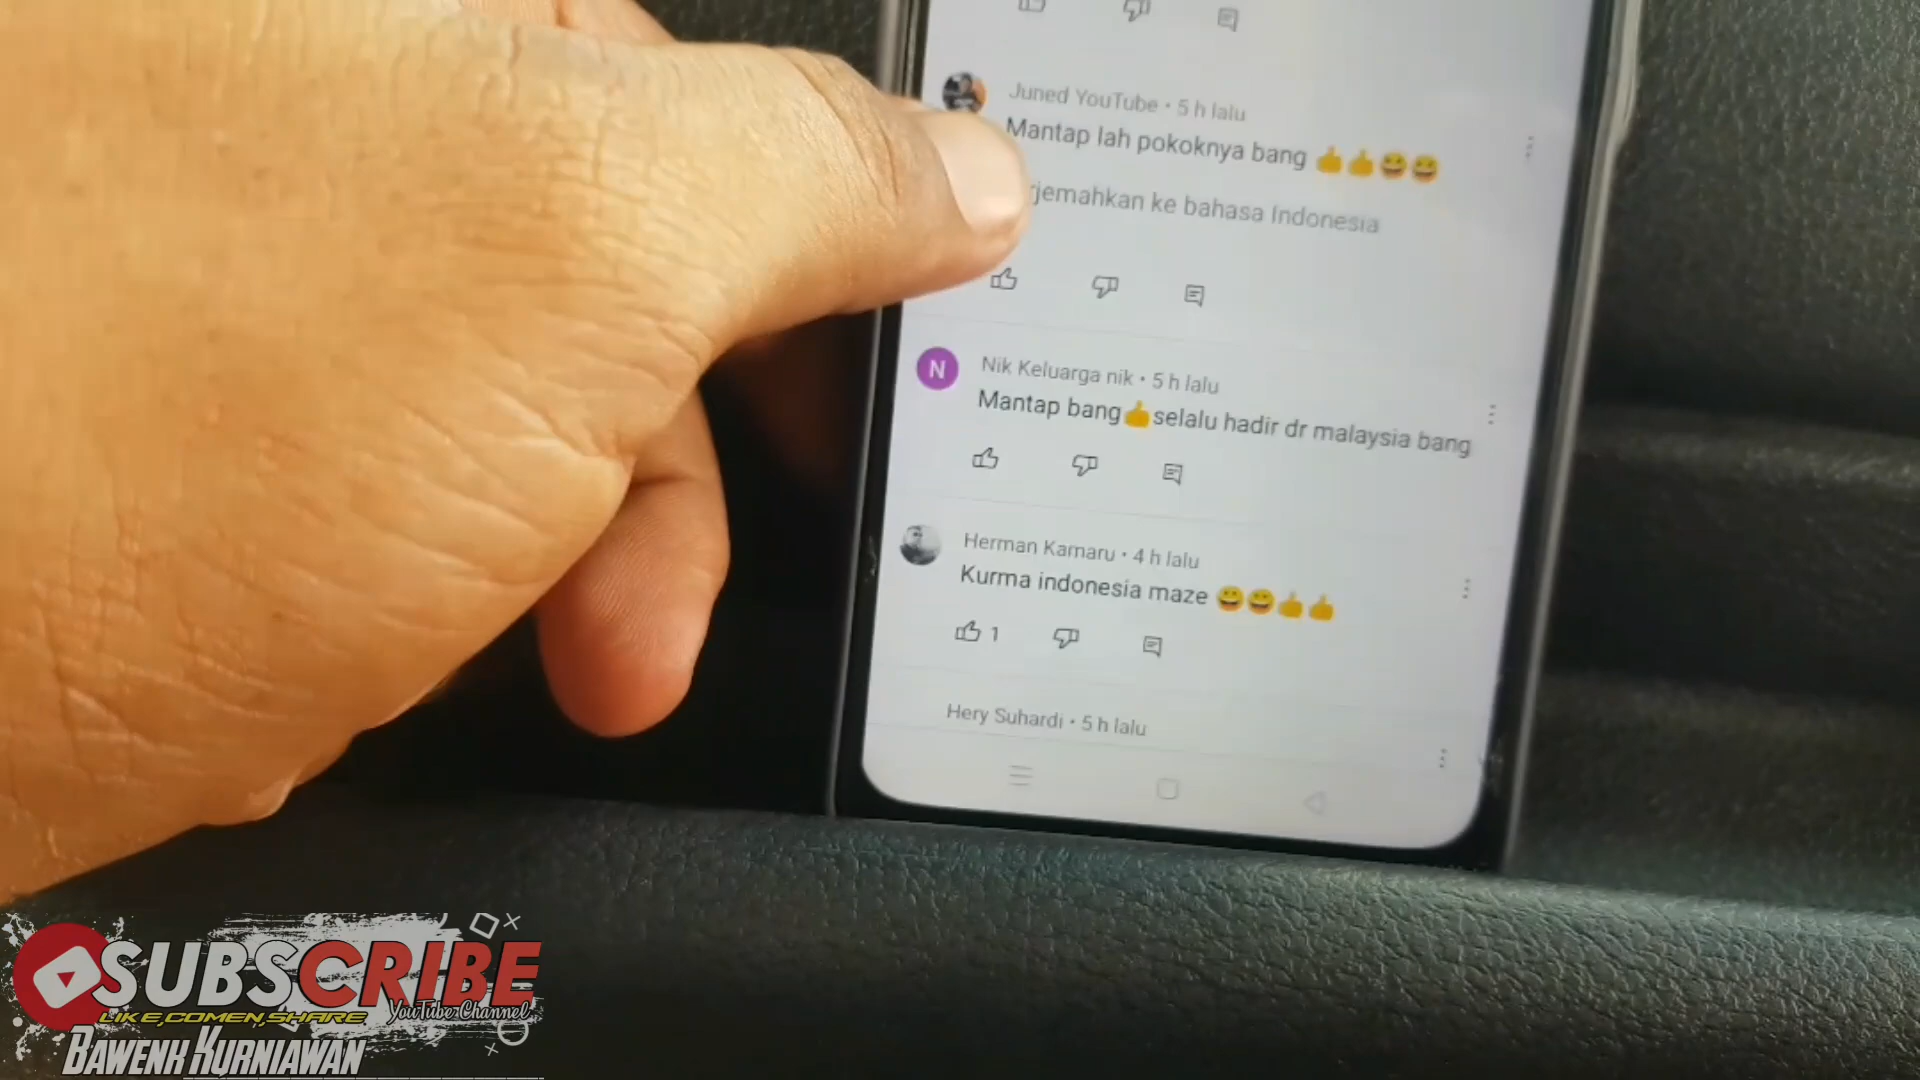 Juned YouTube • 5 h lalu
Mantap lah pokoknya bang 👍👍😆😆
rjemahkan ke bahasa Indonesia
N
Nik Keluarga nik • 5 h lalu
Mantap bang👍selalu hadir dr malaysia bang
Herman Kamaru • 4 h lalu
Kurma indonesia maze 😀😄👍👍
1
Hery Suhardi • 5 h lalu
SUBSCRIBE
LIKE,COMEN,SHARE YouTube Channel
BAWENK KURNIAWAN